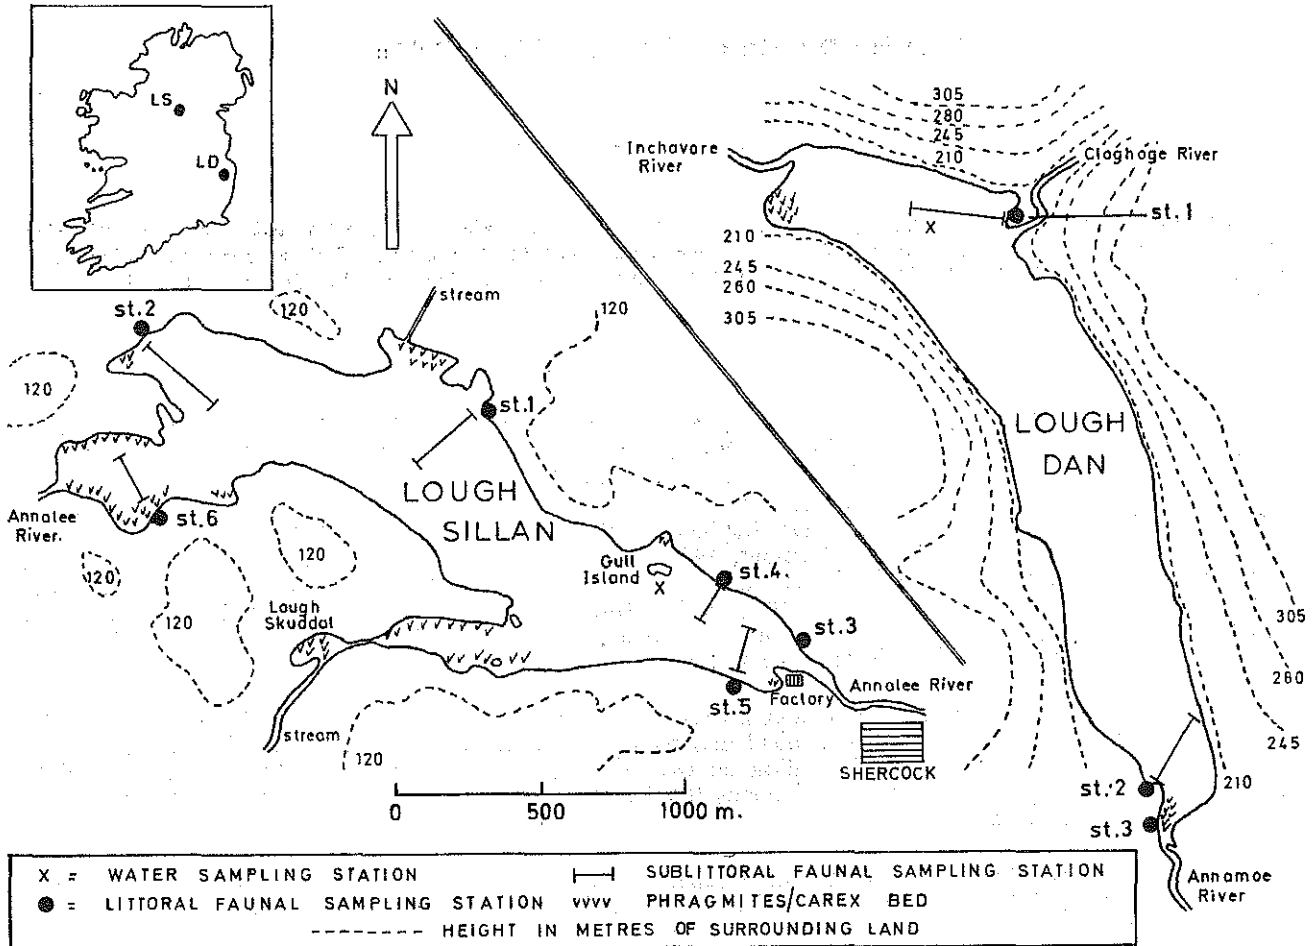 LS
LD
N
st.2
120
stream
120
120
st.1
LOUGH
SILLAN
Annalee
River.
st.6
120
120
120
Lough
Skuddal
Gull
Island
X
st.4.
st.3
st.5
Factory
Annalee River
stream
120
SHERCOCK
0 500 1000 m.
305
280
245
210
Inchavore
River
Cloghoge River
X
st.1
210
245
260
305
LOUGH
DAN
305
280
245
210
st.2
st.3
Annamoe
River
X = WATER SAMPLING STATION
SUBLITTORAL FAUNAL SAMPLING STATION
= LITTORAL FAUNAL SAMPLING STATION
VVVV PHRAGMITES/CAREX BED
HEIGHT IN METRES OF SURROUNDING LAND